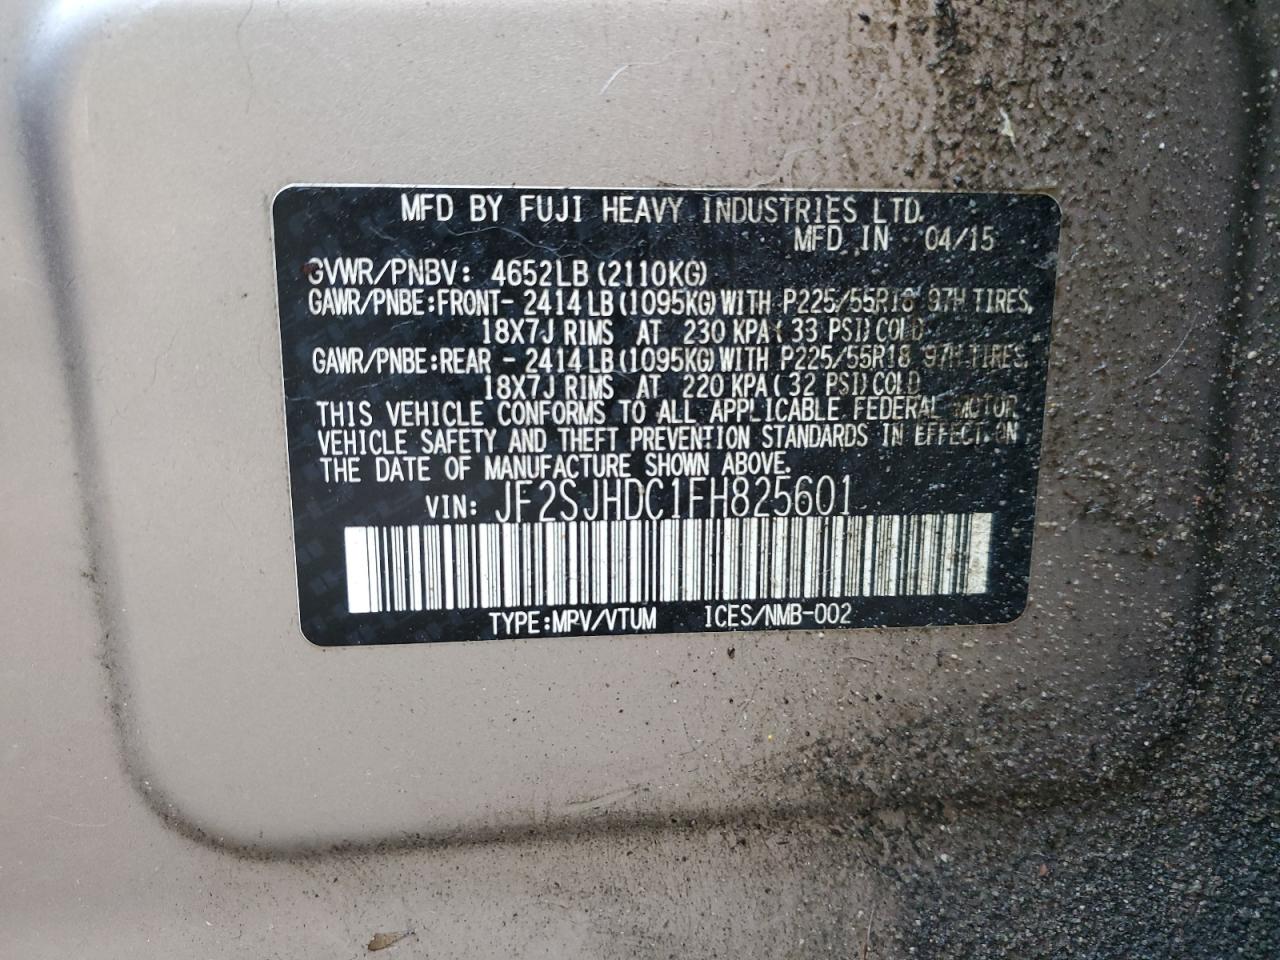 MFD BY FUJI HEAVY INDUSTRIES LTD.
MFD IN 04/15
GVWR/PNBV: 4652LB (2110KG)
GAWR/PNBE:FRONT- 2414LB (1095KG)WITH P225/55R18 97H TIRES,
18X7J RIMS AT 230 KPA( 33 PSI)COLD
GAWR/PNBE:REAR - 2414LB (1095KG)WITH P225/55R18 97H TIRES,
18X7J RIMS AT 220 KPA( 32 PSI)COLD
THIS VEHICLE CONFORMS TO ALL APPLICABLE FEDERAL MOTOR
VEHICLE SAFETY AND THEFT PREVENTION STANDARDS IN EFFECT ON
THE DATE OF MANUFACTURE SHOWN ABOVE.
VIN: JF2SJHDC1FH825601
TYPE:MPV/VTUM ICES/NMB-002